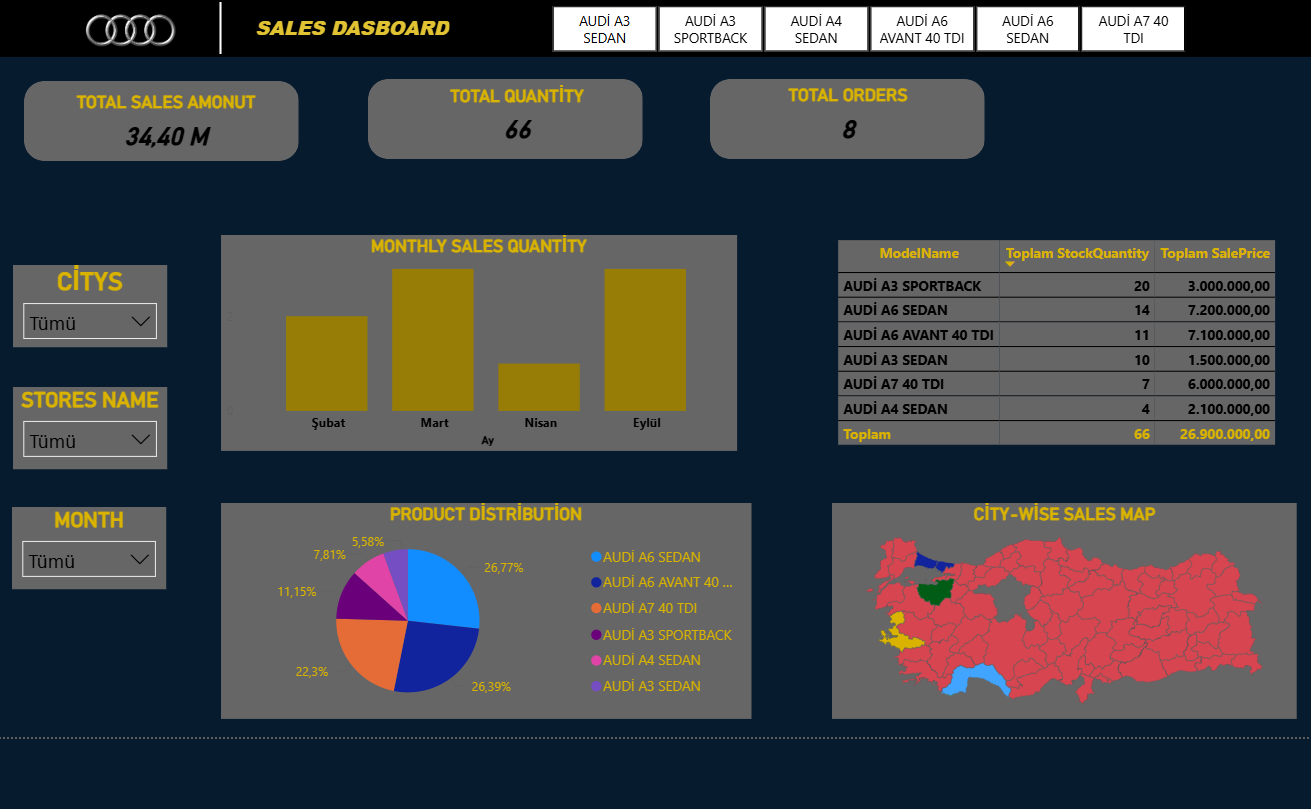 SALES DASBOARD
AUDİ A3
SEDAN
AUDİ A3
SPORTBACK
AUDİ A4
SEDAN
AUDİ A6
AVANT 40 TDI
AUDİ A6
SEDAN
AUDİ A7 40
TDI
TOTAL SALES AMONUT
34,40 M
TOTAL QUANTİTY
66
TOTAL ORDERS
8
CİTYS
Tümü
STORES NAME
Tümü
MONTH
Tümü
MONTHLY SALES QUANTİTY
2
0
Şubat Mart Nisan Eylül
Ay
ModelName Toplam StockQuantity Toplam SalePrice
AUDİ A3 SPORTBACK 20 3.000.000,00
AUDİ A6 SEDAN 14 7.200.000,00
AUDİ A6 AVANT 40 TDI 11 7.100.000,00
AUDİ A3 SEDAN 10 1.500.000,00
AUDİ A7 40 TDI 7 6.000.000,00
AUDİ A4 SEDAN 4 2.100.000,00
Toplam 66 26.900.000,00
PRODUCT DİSTRİBUTİON
5,58%
7,81%
26,77%
11,15%
22,3%
26,39%
AUDİ A6 SEDAN
AUDİ A6 AVANT 40 ...
AUDİ A7 40 TDI
AUDİ A3 SPORTBACK
AUDİ A4 SEDAN
AUDİ A3 SEDAN
CİTY-WİSE SALES MAP